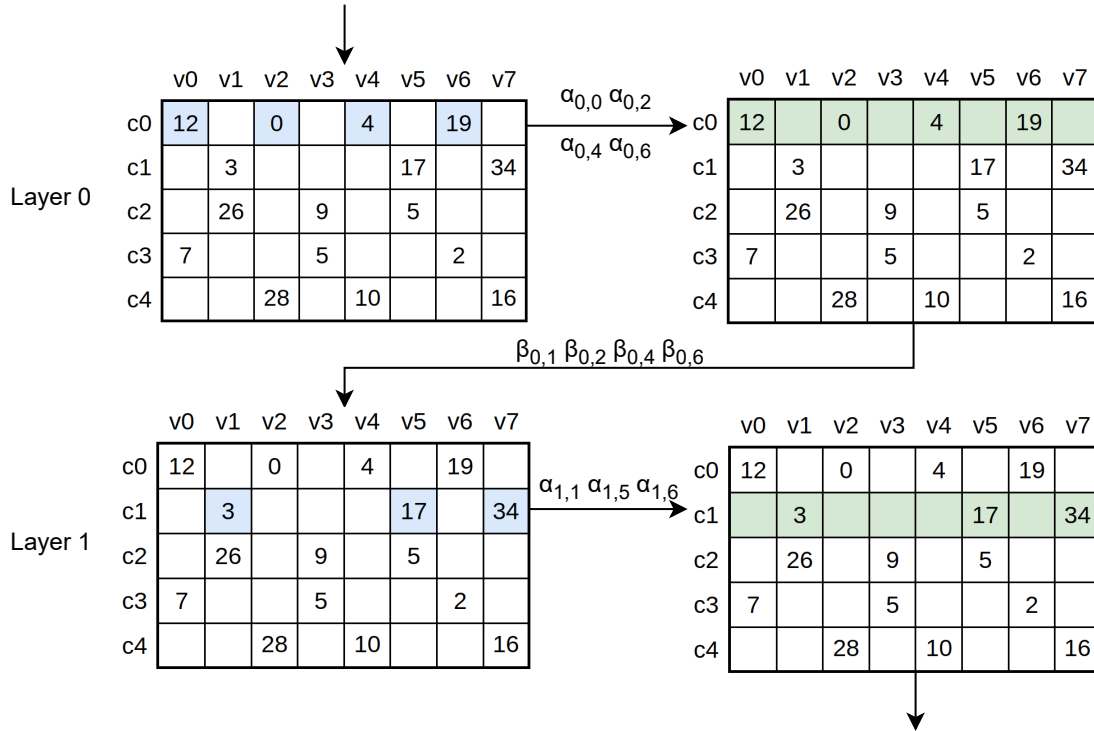 v0 v1 v2 v3 v4 v5 v6 v7
c0 12 0 4 19
c1 3 17 34
Layer 0
c2 26 9 5
c3 7 5 2
c4 28 10 16
α0,0 α0,2
α0,4 α0,6
v0 v1 v2 v3 v4 v5 v6 v7
c0 12 0 4 19
c1 3 17 34
c2 26 9 5
c3 7 5 2
c4 28 10 16
β0,1 β0,2 β0,4 β0,6
v0 v1 v2 v3 v4 v5 v6 v7
c0 12 0 4 19
c1 3 17 34
Layer 1
c2 26 9 5
c3 7 5 2
c4 28 10 16
α1,1 α1,5 α1,6
v0 v1 v2 v3 v4 v5 v6 v7
c0 12 0 4 19
c1 3 17 34
c2 26 9 5
c3 7 5 2
c4 28 10 16